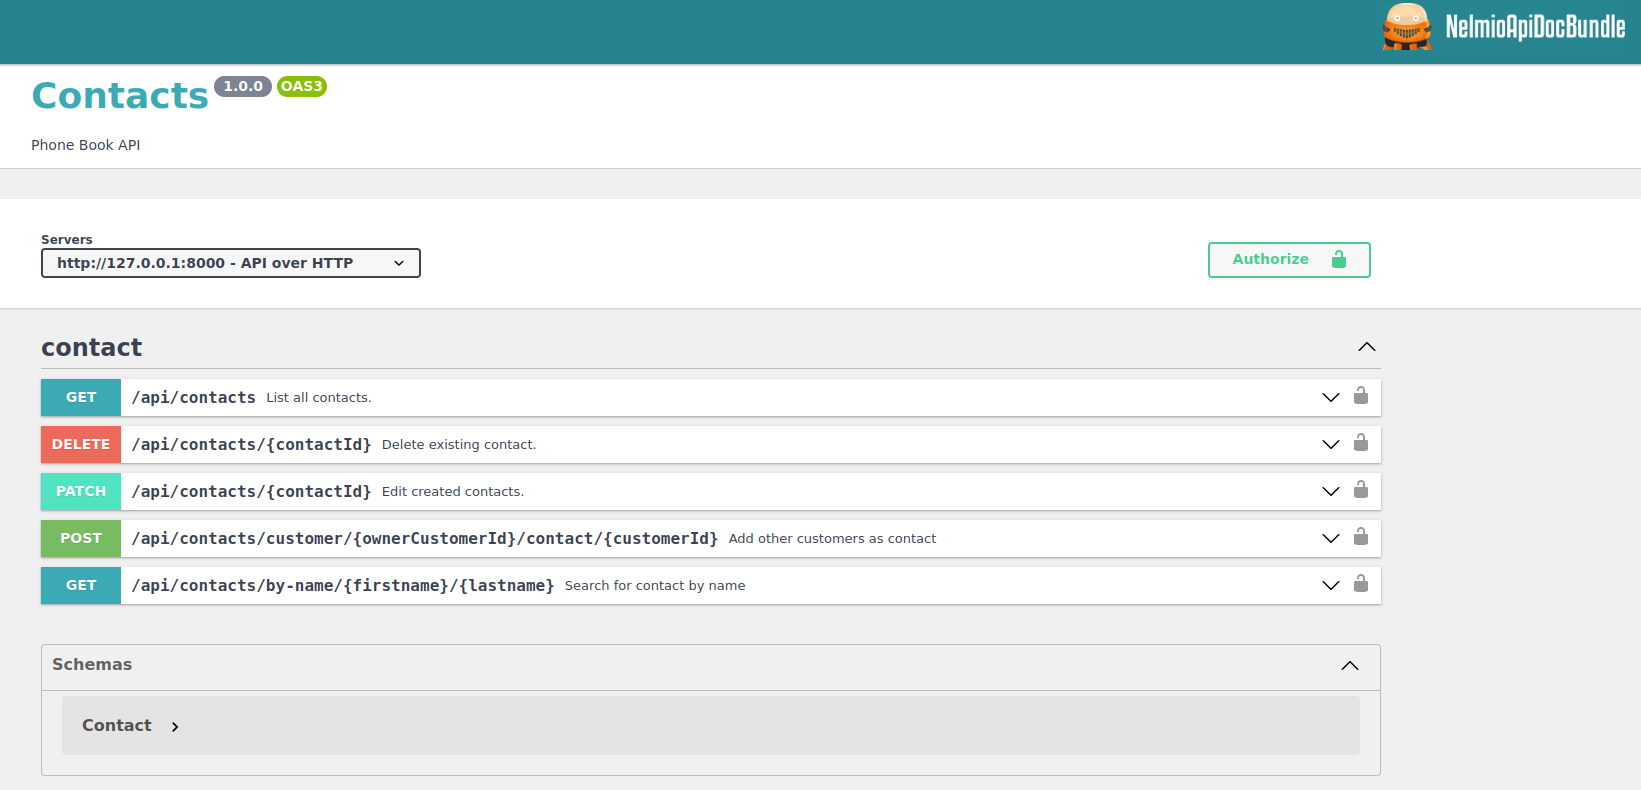 NelmioApiDocBundle
Contacts 1.0.0 OAS3
Phone Book API
Servers
http://127.0.0.1:8000 - API over HTTP
Authorize
contact
GET /api/contacts List all contacts.
DELETE /api/contacts/{contactId} Delete existing contact.
PATCH /api/contacts/{contactId} Edit created contacts.
POST /api/contacts/customer/{ownerCustomerId}/contact/{customerId} Add other customers as contact
GET /api/contacts/by-name/{firstname}/{lastname} Search for contact by name
Schemas
Contact